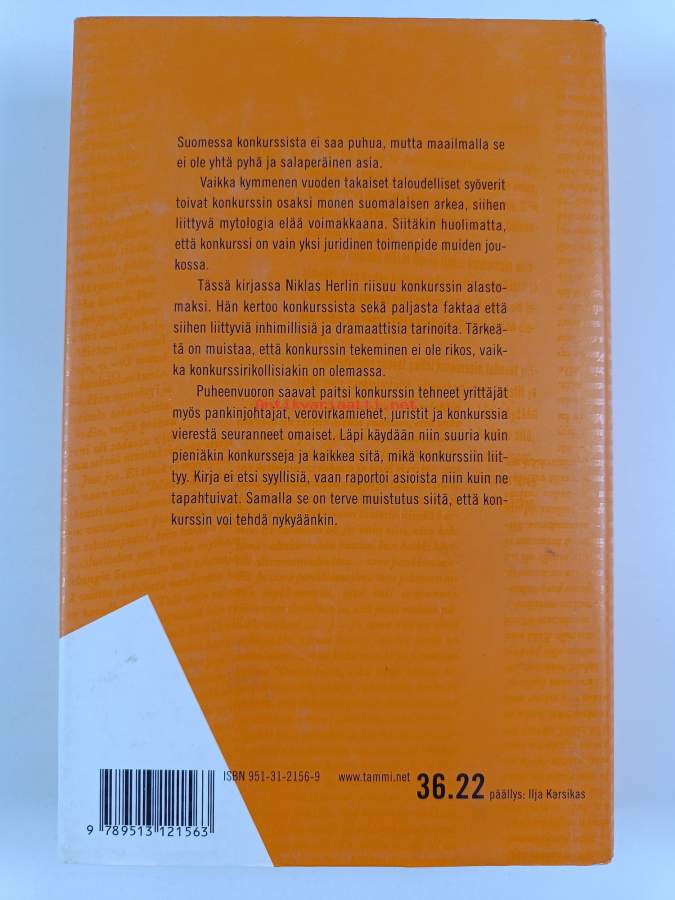 Suomessa konkurssista ei saa puhua, mutta maailmalla se
ei ole yhtä pyhä ja salaperäinen asia.
Vaikka kymmenen vuoden takaiset taloudelliset syöverit
toivat konkurssin osaksi monen suomalaisen arkea, siihen
liittyvä mytologia elää voimakkaana. Siitäkin huolimatta,
että konkurssi on vain yksi juridinen toimenpide muiden jou-
kossa.
Tässä kirjassa Niklas Herlin riisuu konkurssin alasto-
maksi. Hän kertoo konkurssista sekä paljasta faktaa että
siihen liittyviä inhimillisiä ja dramaattisia tarinoita. Tärkeä-
tä on muistaa, että konkurssin tekeminen ei ole rikos, vaik-
ka konkurssirikollisiakin on olemassa.
Puheenvuoron saavat paitsi konkurssin tehneet yrittäjät
antikvariaatti.net
myös pankinjohtajat, verovirkamiehet, juristit ja konkurssia
vierestä seuranneet omaiset. Läpi käydään niin suuria kuin
pieniäkin konkursseja ja kaikkea sitä, mikä konkurssiin liit-
tyy. Kirja ei etsi syyllisiä, vaan raportoi asioista niin kuin ne
tapahtuivat. Samalla se on terve muistutus siitä, että kon-
kurssin voi tehdä nykyäänkin.
ISBN 951-31-2156-9 www.tammi.net 36.22 päällys: Ilja Karsikas
9 789513 121563